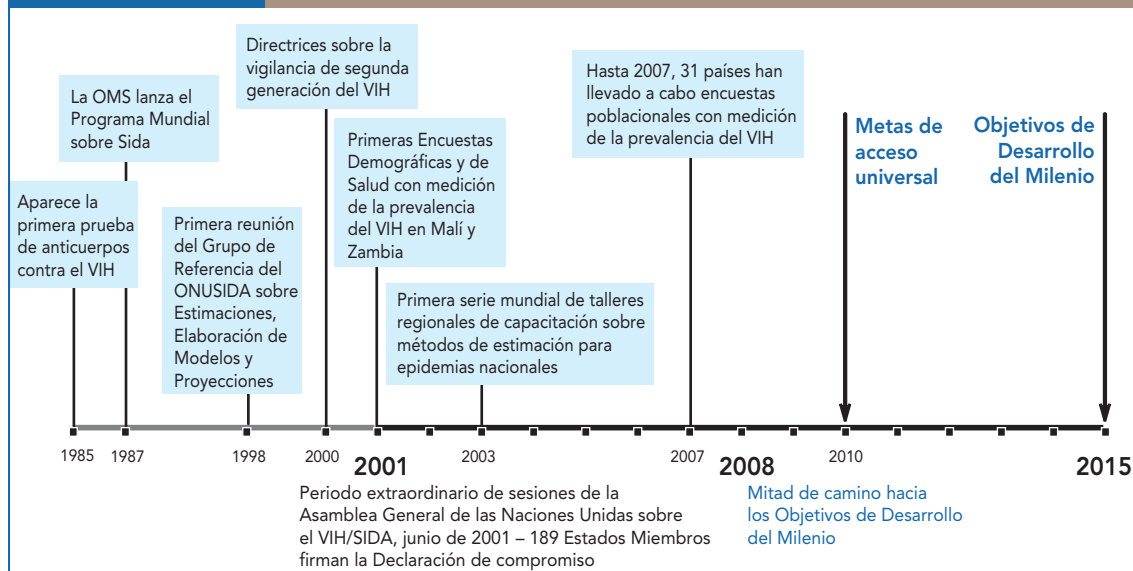 Aparece la
primera prueba
de anticuerpos
contra el VIH
La OMS lanza el
Programa Mundial
sobre Sida
Primera reunión
del Grupo de
Referencia del
ONUSIDA sobre
Estimaciones,
Elaboración de
Modelos y
Proyecciones
Directrices sobre la
vigilancia de segunda
generación del VIH
Primeras Encuestas
Demográficas y de
Salud con medición
de la prevalencia
del VIH en Malí y
Zambia
Primera serie mundial de talleres
regionales de capacitación sobre
métodos de estimación para
epidemias nacionales
Hasta 2007, 31 países han
llevado a cabo encuestas
poblacionales con medición
de la prevalencia del VIH
Metas de
acceso
universal
Objetivos de
Desarrollo
del Milenio
1985 1987 1998 2000 2001 2003 2007 2008 2010 2015
Periodo extraordinario de sesiones de la
Asamblea General de las Naciones Unidas sobre
el VIH/SIDA, junio de 2001 – 189 Estados Miembros
firman la Declaración de compromiso
Mitad de camino hacia
los Objetivos de Desarrollo
del Milenio